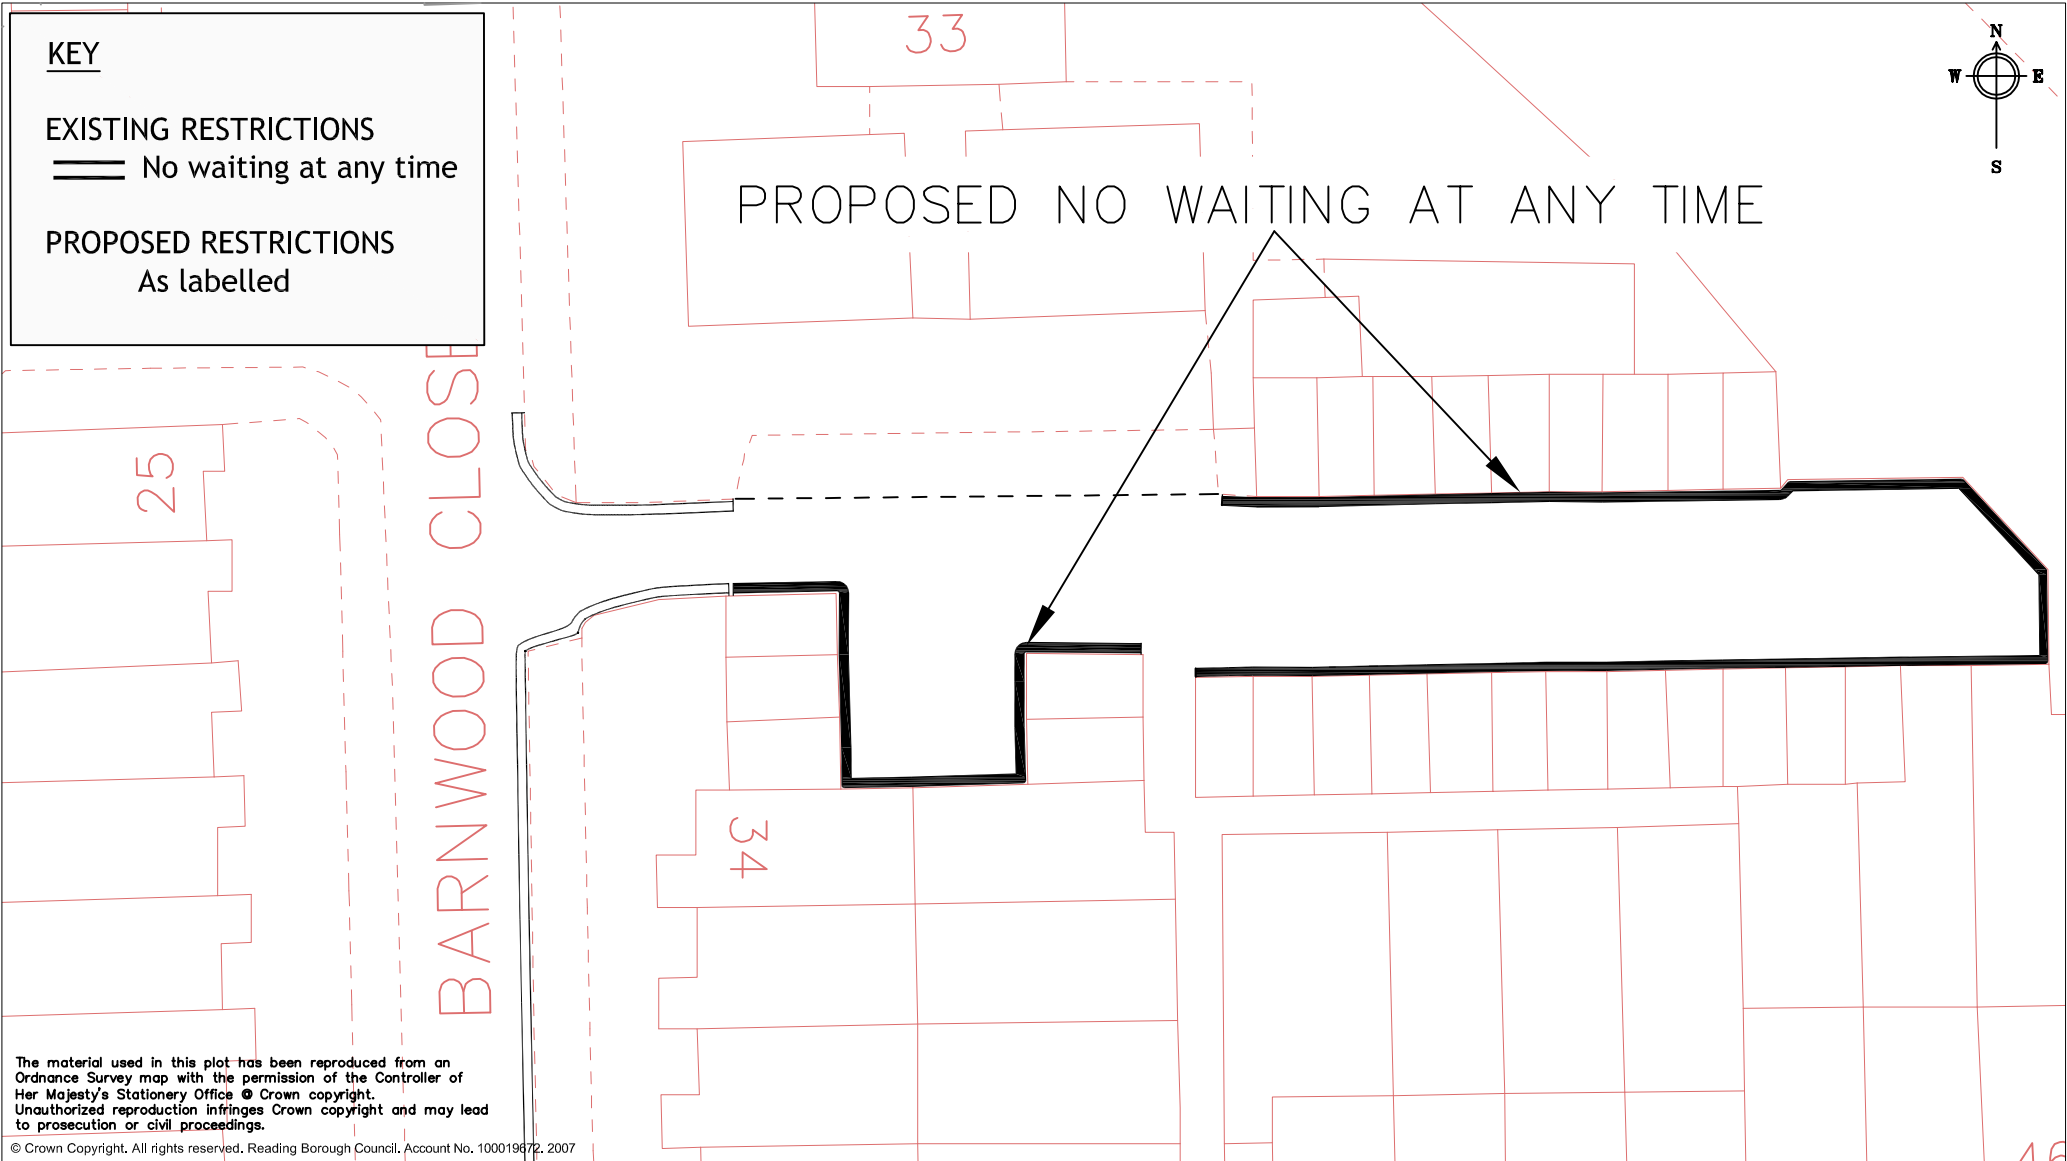 KEY
EXISTING RESTRICTIONS
No waiting at any time
PROPOSED RESTRICTIONS
As labelled
33
N
W E
S
PROPOSED NO WAITING AT ANY TIME
25
BARNWOOD CLOSE
34
46
The material used in this plot has been reproduced from an
Ordnance Survey map with the permission of the Controller of
Her Majesty's Stationery Office @ Crown copyright.
Unauthorized reproduction infringes Crown copyright and may lead
to prosecution or civil proceedings.
© Crown Copyright. All rights reserved. Reading Borough Council. Account No. 100019672. 2007